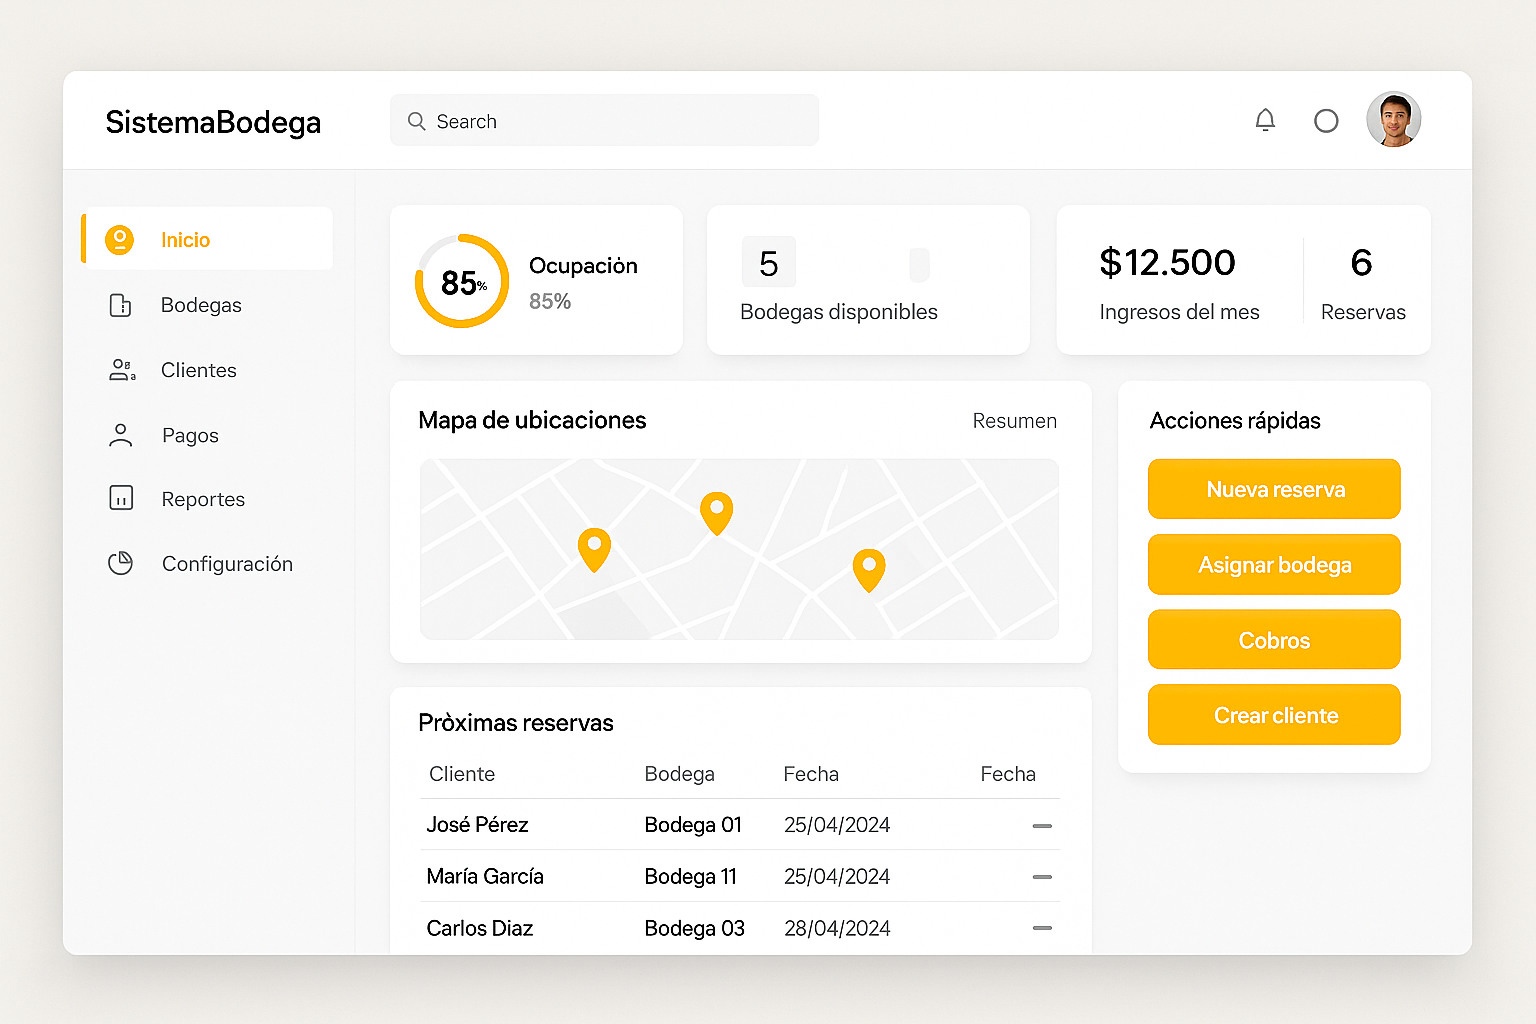 SistemaBodega
Search
Inicio
Bodegas
Clientes
Pagos
Reportes
Configuración
85%
Ocupación
85%
5
Bodegas disponibles
$12.500
Ingresos del mes
6
Reservas
Mapa de ubicaciones
Resumen
Acciones rápidas
Nueva reserva
Asignar bodega
Cobros
Crear cliente
Pròximas reservas
Cliente Bodega Fecha Fecha
José Pérez Bodega 01 25/04/2024 —
María García Bodega 11 25/04/2024 —
Carlos Diaz Bodega 03 28/04/2024 —